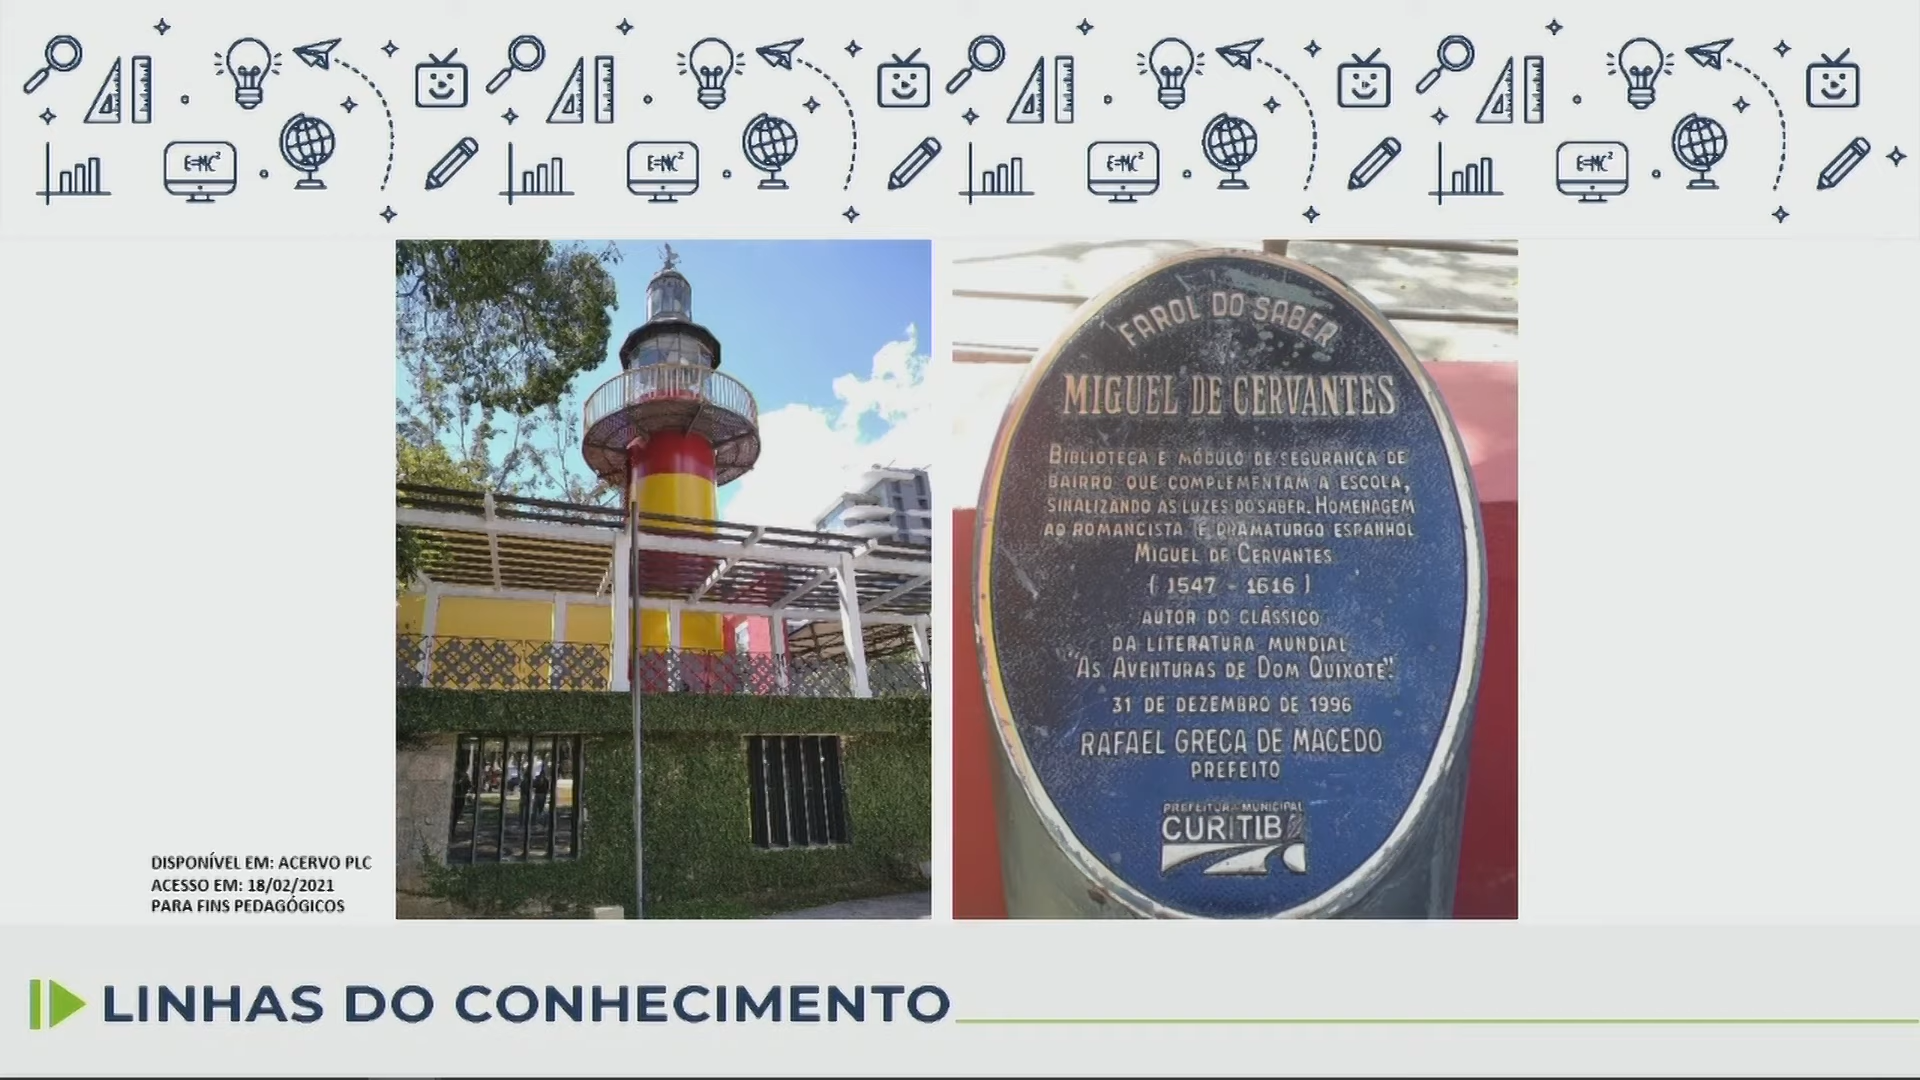 E=MC²
E=MC²
E=MC²
E=MC²
FAROL DO SABER
MIGUEL DE CERVANTES
BIBLIOTECA E MÓDULO DE SEGURANÇA DE
BAIRRO QUE COMPLEMENTAM A ESCOLA,
SINALIZANDO AS LUZES DO SABER. HOMENAGEM
AO ROMANCISTA E DRAMATURGO ESPANHOL
MIGUEL DE CERVANTES
( 1547 - 1616 )
AUTOR DO CLÁSSICO
DA LITERATURA MUNDIAL
"AS AVENTURAS DE DOM QUIXOTE".
31 DE DEZEMBRO DE 1996
RAFAEL GRECA DE MACEDO
PREFEITO
PREFEITURA MUNICIPAL
CURITIBA
DISPONÍVEL EM: ACERVO PLC
ACESSO EM: 18/02/2021
PARA FINS PEDAGÓGICOS
LINHAS DO CONHECIMENTO